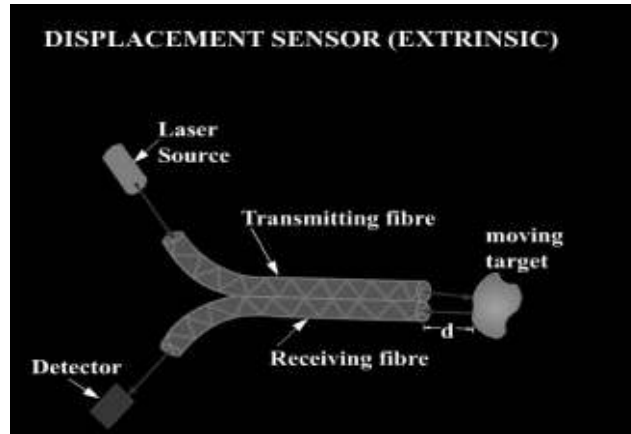 DISPLACEMENT SENSOR (EXTRINSIC)
Laser
Source
Transmitting fibre
moving
target
d
Receiving fibre
Detector